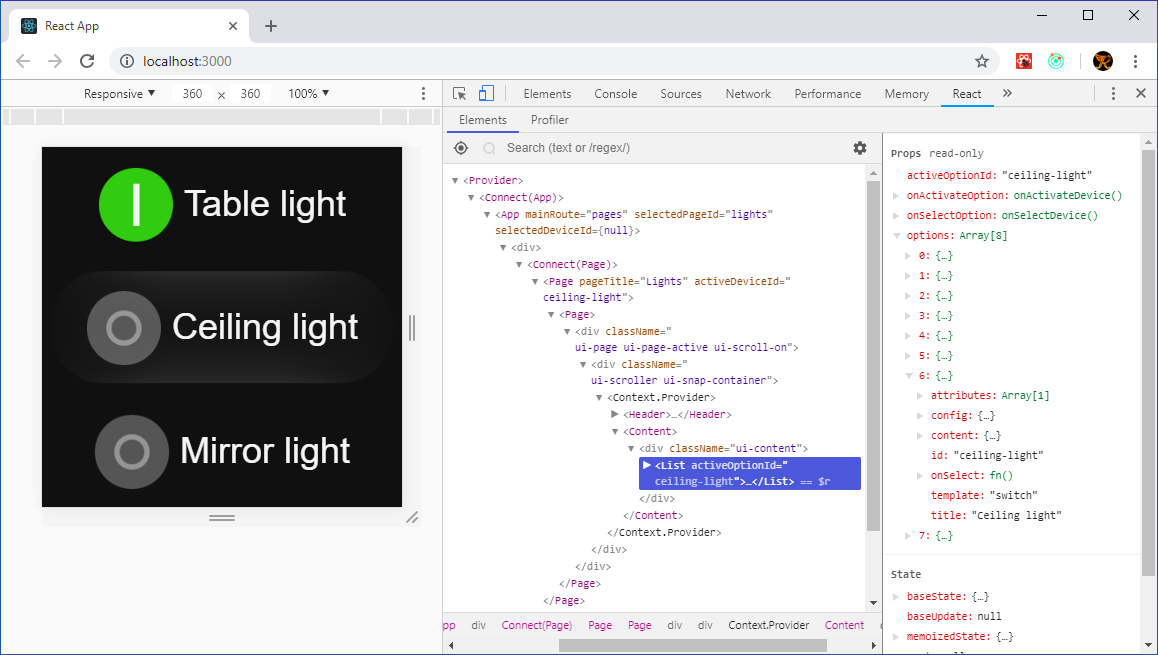 React App
localhost:3000
Responsive ▼ 360 x 360 100% ▼
Elements Console Sources Network Performance Memory React »
Elements Profiler
Search (text or /regex/)
Table light
Ceiling light
Mirror light
▼ <Provider>
▼ <Connect(App)>
▼ <App mainRoute="pages" selectedPageId="lights"
selectedDeviceId={null}>
▼ <div>
▼ <Connect(Page)>
▼ <Page pageTitle="Lights" activeDeviceId="
ceiling-light">
▼ <Page>
▼ <div className="
ui-page ui-page-active ui-scroll-on">
▼ <div className="
ui-scroller ui-snap-container">
▼ <Context.Provider>
▶ <Header>…</Header>
▼ <Content>
▼ <div className="ui-content">
▶ <List activeOptionId="
ceiling-light">…</List> == $r
</div>
</Content>
</Context.Provider>
</div>
</div>
</Page>
</Page>
pp div Connect(Page) Page Page div div Context.Provider Content
Props read-only
activeOptionId: "ceiling-light"
▶ onActivateOption: onActivateDevice()
▶ onSelectOption: onSelectDevice()
▼ options: Array[8]
▶ 0: {…}
▶ 1: {…}
▶ 2: {…}
▶ 3: {…}
▶ 4: {…}
▶ 5: {…}
▼ 6: {…}
▶ attributes: Array[1]
▶ config: {…}
▶ content: {…}
id: "ceiling-light"
▶ onSelect: fn()
template: "switch"
title: "Ceiling light"
▶ 7: {…}
State
▶ baseState: {…}
baseUpdate: null
▶ memoizedState: {…}